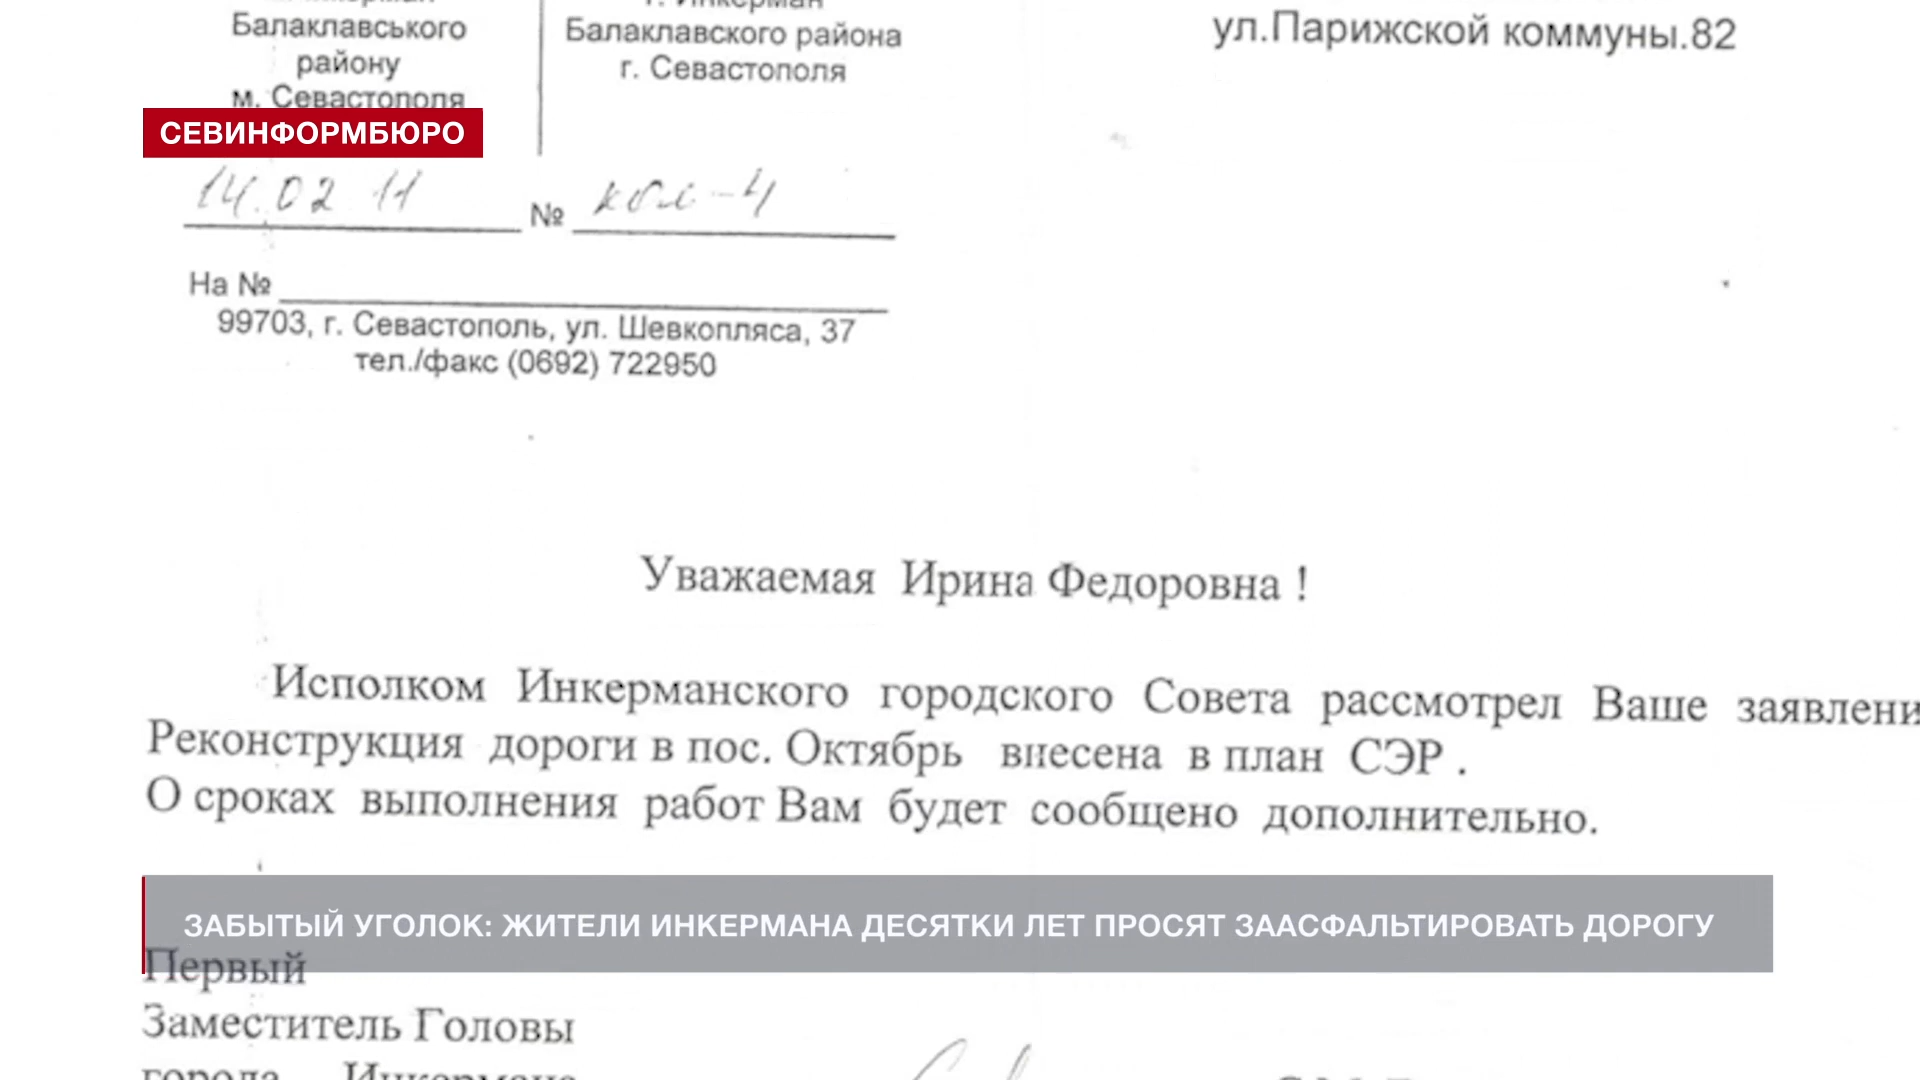 Балаклавського
району
м. Севастополя
г. Инкерман
Балаклавского района
г. Севастополя
ул.Парижской коммуны.82
СЕВИНФОРМБЮРО
14.02 11 №
На №
99703, г. Севастополь, ул. Шевкопляса, 37
тел./факс (0692) 722950
Уважаемая Ирина Федоровна !
Исполком Инкерманского городского Совета рассмотрел Ваше заявлени
Реконструкция дороги в пос. Октябрь внесена в план СЭР .
О сроках выполнения работ Вам будет сообщено дополнительно.
ЗАБЫТЫЙ УГОЛОК: ЖИТЕЛИ ИНКЕРМАНА ДЕСЯТКИ ЛЕТ ПРОСЯТ ЗААСФАЛЬТИРОВАТЬ ДОРОГУ
Первый
Заместитель Головы
города Инкермана